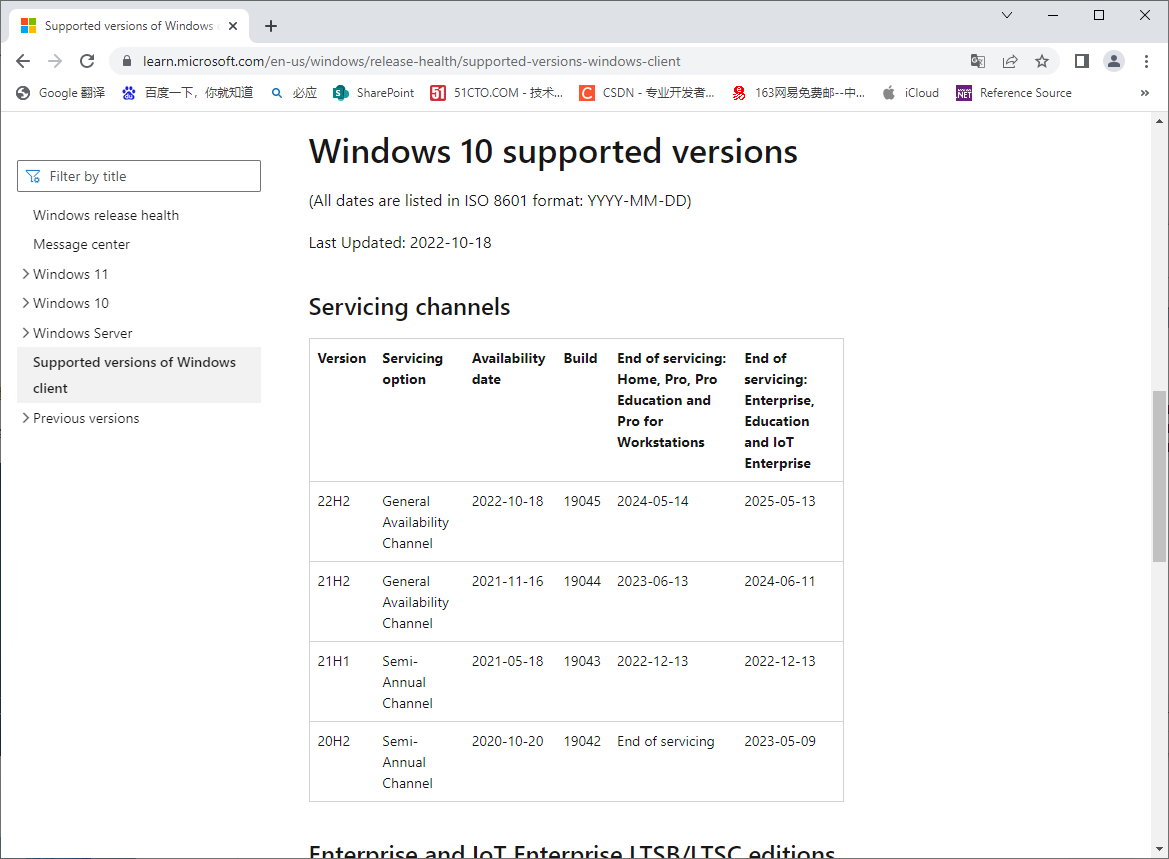 Supported versions of Windows
learn.microsoft.com/en-us/windows/release-health/supported-versions-windows-client
Google 翻译
百度一下，你就知道
必应
SharePoint
51CTO.COM - 技术...
CSDN - 专业开发者...
163网易免费邮--中...
iCloud
Reference Source
Filter by title
Windows release health
Message center
Windows 11
Windows 10
Windows Server
Supported versions of Windows
client
Previous versions
Windows 10 supported versions
(All dates are listed in ISO 8601 format: YYYY-MM-DD)
Last Updated: 2022-10-18
Servicing channels
Version Servicing Availability Build End of servicing: End of
option date Home, Pro, Pro servicing:
Education and Enterprise,
Pro for Education
Workstations and IoT
Enterprise
22H2 General 2022-10-18 19045 2024-05-14 2025-05-13
Availability
Channel
21H2 General 2021-11-16 19044 2023-06-13 2024-06-11
Availability
Channel
21H1 Semi- 2021-05-18 19043 2022-12-13 2022-12-13
Annual
Channel
20H2 Semi- 2020-10-20 19042 End of servicing 2023-05-09
Annual
Channel
Enterprise and IoT Enterprise LTSB/LTSC editions